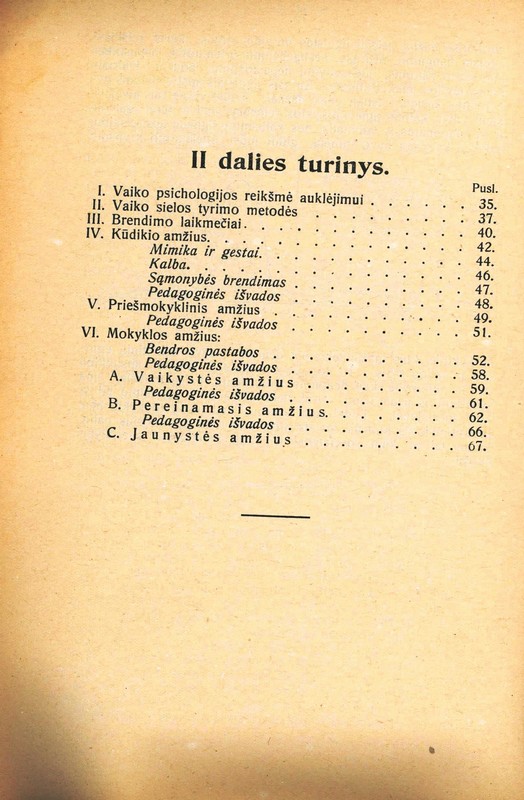 II dalies turinys.
Pusl.
I. Vaiko psichologijos reikšmė auklėjimui . . . . . . 35.
II. Vaiko sielos tyrimo metodės . . . . . . . . 37.
III. Brendimo laikmečiai . . . . . . . . . . 40.
IV. Kūdikio amžius. . . . . . . . . . . 42.
Mimika ir gestai. . . . . . . . . . 44.
Kalba. . . . . . . . . . . . 46.
Sąmonybės brendimas . . . . . . . . 47.
Pedagoginės išvados . . . . . . . . 48.
V. Priešmokyklinis amžius . . . . . . . . . 49.
Pedagoginės išvados . . . . . . . . 51.
VI. Mokyklos amžius:
Bendros pastabos . . . . . . . . . 52.
Pedagoginės išvados . . . . . . . . 58.
A. Vaikystės amžius . . . . . . . . 59.
Pedagoginės išvados . . . . . . . . 61.
B. Pereinamasis amžius. . . . . . . 62.
Pedagoginės išvados . . . . . . . . 66.
C. Jaunystės amžius . . . . . . . . 67.